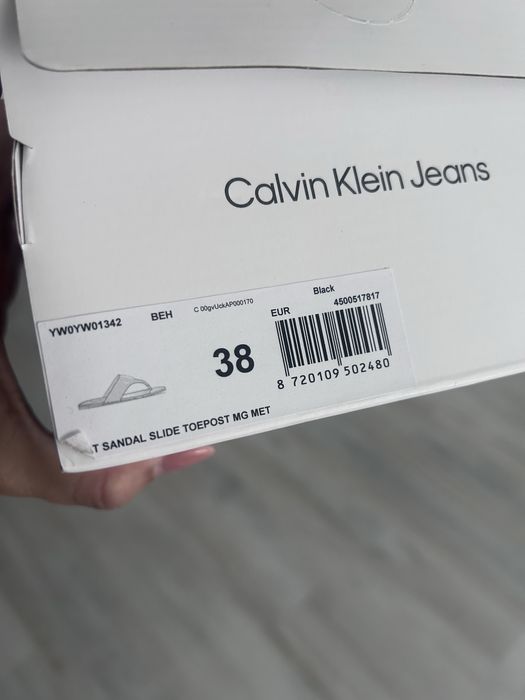 Calvin Klein Jeans
YW0YW01342 BEH C 00gvUckAP000170 Black
EUR 4500517817
38
8 720109 502480
T SANDAL SLIDE TOEPOST MG MET